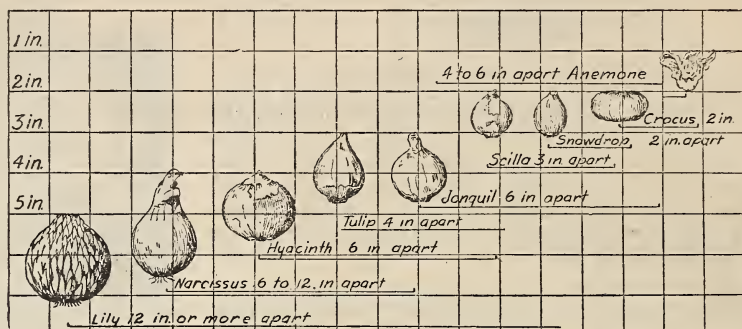 1 in.
2 in.
3 in.
4 in.
5 in.
4 to 6 in apart Anemone
Crocus, 2 in.
Snowdrop 2 in. apart
Scilla 3 in apart
Jonquil 6 in apart
Tulip 4 in apart
Hyacinth 6 in apart
Narcissus 6 to 12. in apart
Lily 12 in. or more apart